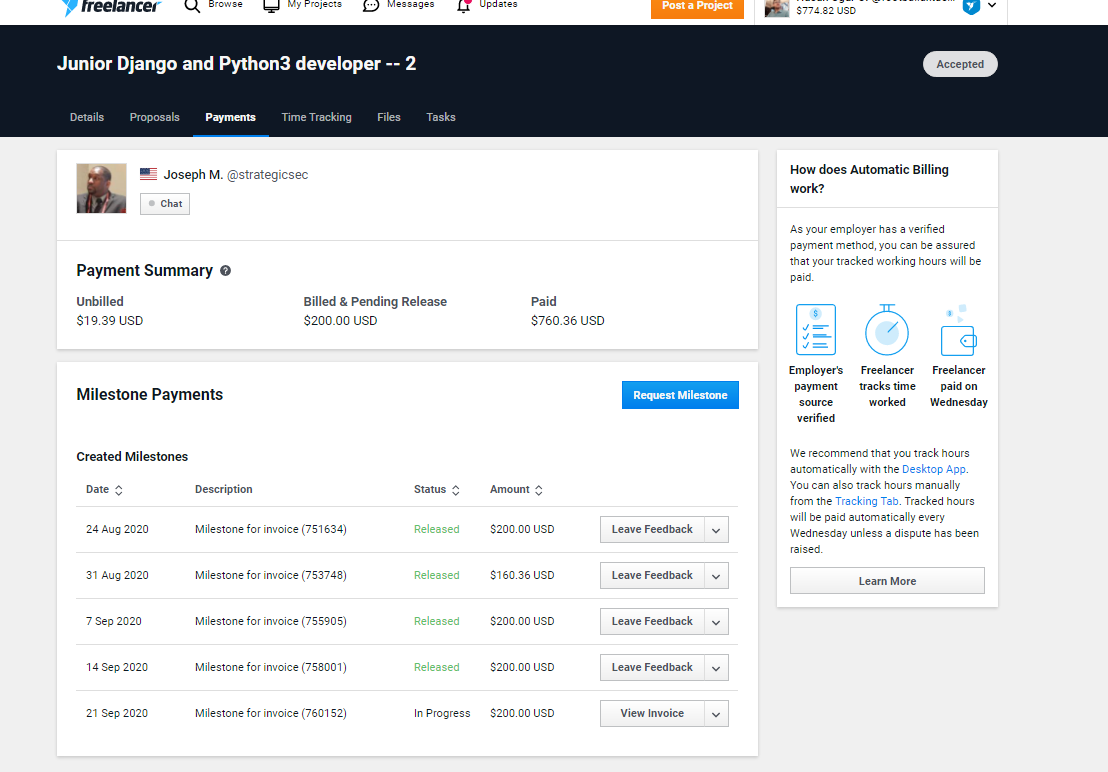 freelancer Browse My Projects Messages Updates Post a Project
$774.82 USD
Junior Django and Python3 developer -- 2
Accepted
Details Proposals Payments Time Tracking Files Tasks
Joseph M. @strategicsec
Chat
Payment Summary ?
Unbilled Billed & Pending Release Paid
$19.39 USD $200.00 USD $760.36 USD
Milestone Payments
Request Milestone
Created Milestones
Date Description Status Amount
24 Aug 2020 Milestone for invoice (751634) Released $200.00 USD Leave Feedback
31 Aug 2020 Milestone for invoice (753748) Released $160.36 USD Leave Feedback
7 Sep 2020 Milestone for invoice (755905) Released $200.00 USD Leave Feedback
14 Sep 2020 Milestone for invoice (758001) Released $200.00 USD Leave Feedback
21 Sep 2020 Milestone for invoice (760152) In Progress $200.00 USD View Invoice
How does Automatic Billing
work?
As your employer has a verified
payment method, you can be assured
that your tracked working hours will be
paid.
Employer's
payment
source
verified
Freelancer
tracks time
worked
Freelancer
paid on
Wednesday
We recommend that you track hours
automatically with the Desktop App.
You can also track hours manually
from the Tracking Tab. Tracked hours
will be paid automatically every
Wednesday unless a dispute has been
raised.
Learn More